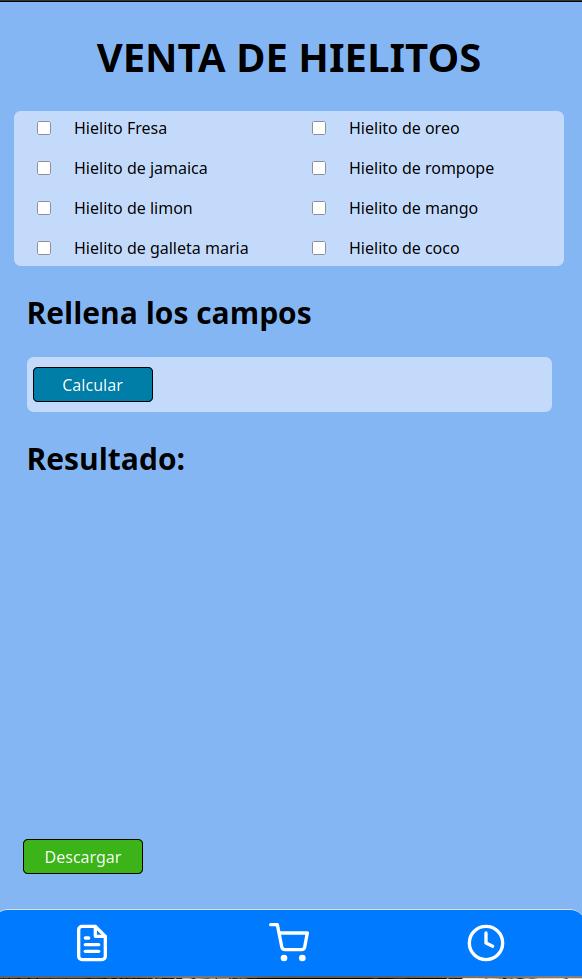 VENTA DE HIELITOS
Hielito Fresa
Hielito de oreo
Hielito de jamaica
Hielito de rompope
Hielito de limon
Hielito de mango
Hielito de galleta maria
Hielito de coco
Rellena los campos
Calcular
Resultado:
Descargar